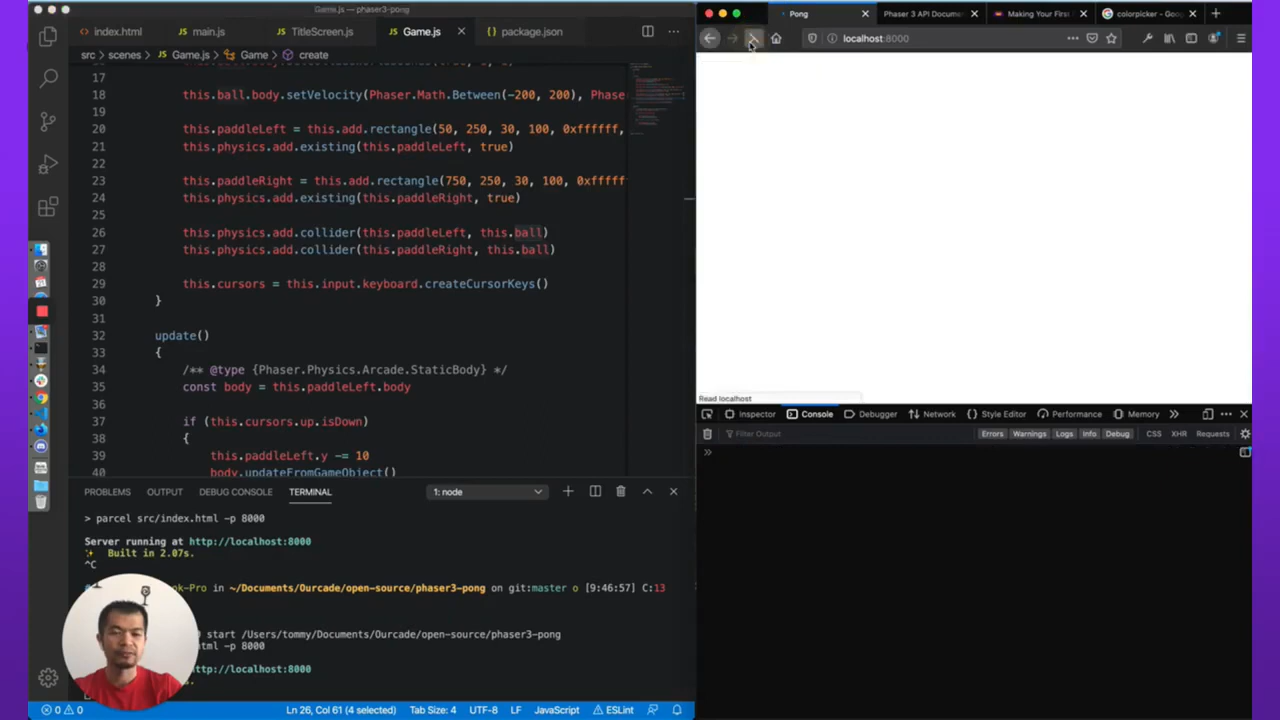 Game.js — phaser3-pong
index.html
main.js
TitleScreen.js
Game.js
package.json
src > scenes > Game.js > Game > create
17
18 this.ball.body.setVelocity(Phaser.Math.Between(-200, 200), Phase
19
20 this.paddleLeft = this.add.rectangle(50, 250, 30, 100, 0xffffff,
21 this.physics.add.existing(this.paddleLeft, true)
22
23 this.paddleRight = this.add.rectangle(750, 250, 30, 100, 0xfffff
24 this.physics.add.existing(this.paddleRight, true)
25
26 this.physics.add.collider(this.paddleLeft, this.ball)
27 this.physics.add.collider(this.paddleRight, this.ball)
28
29 this.cursors = this.input.keyboard.createCursorKeys()
30 }
31
32 update()
33 {
34 /** @type {Phaser.Physics.Arcade.StaticBody} */
35 const body = this.paddleLeft.body
36
37 if (this.cursors.up.isDown)
38 {
39 this.paddleLeft.y -= 10
40 body.updateFromGameObject()
PROBLEMS OUTPUT DEBUG CONSOLE TERMINAL 1: node
> parcel src/index.html -p 8000
Server running at http://localhost:8000
✨ Built in 2.07s.
^C
ok-Pro in ~/Documents/Ourcade/open-source/phaser3-pong on git:master o [9:46:57] C:13
start /Users/tommy/Documents/Ourcade/open-source/phaser3-pong
ml -p 8000
http://localhost:8000
0 0 Ln 26, Col 61 (4 selected) Tab Size: 4 UTF-8 LF JavaScript ESLint
Pong
Phaser 3 API Docume
Making Your First
colorpicker - Goo
localhost:8000
Read localhost
Inspector Console Debugger Network Style Editor Performance Memory
Filter Output Errors Warnings Logs Info Debug CSS XHR Requests